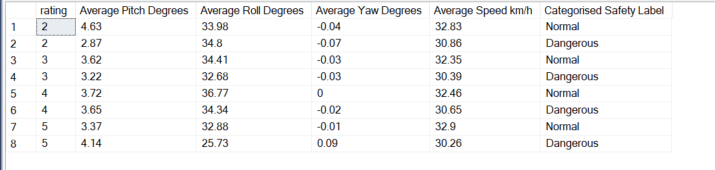 rating Average Pitch Degrees Average Roll Degrees Average Yaw Degrees Average Speed km/h Categorised Safety Label
1 2 4.63 33.98 -0.04 32.83 Normal
2 2 2.87 34.8 -0.07 30.86 Dangerous
3 3 3.62 34.41 -0.03 32.35 Normal
4 3 3.22 32.68 -0.03 30.39 Dangerous
5 4 3.72 36.77 0 32.46 Normal
6 4 3.65 34.34 -0.02 30.65 Dangerous
7 5 3.37 32.88 -0.01 32.9 Normal
8 5 4.14 25.73 0.09 30.26 Dangerous